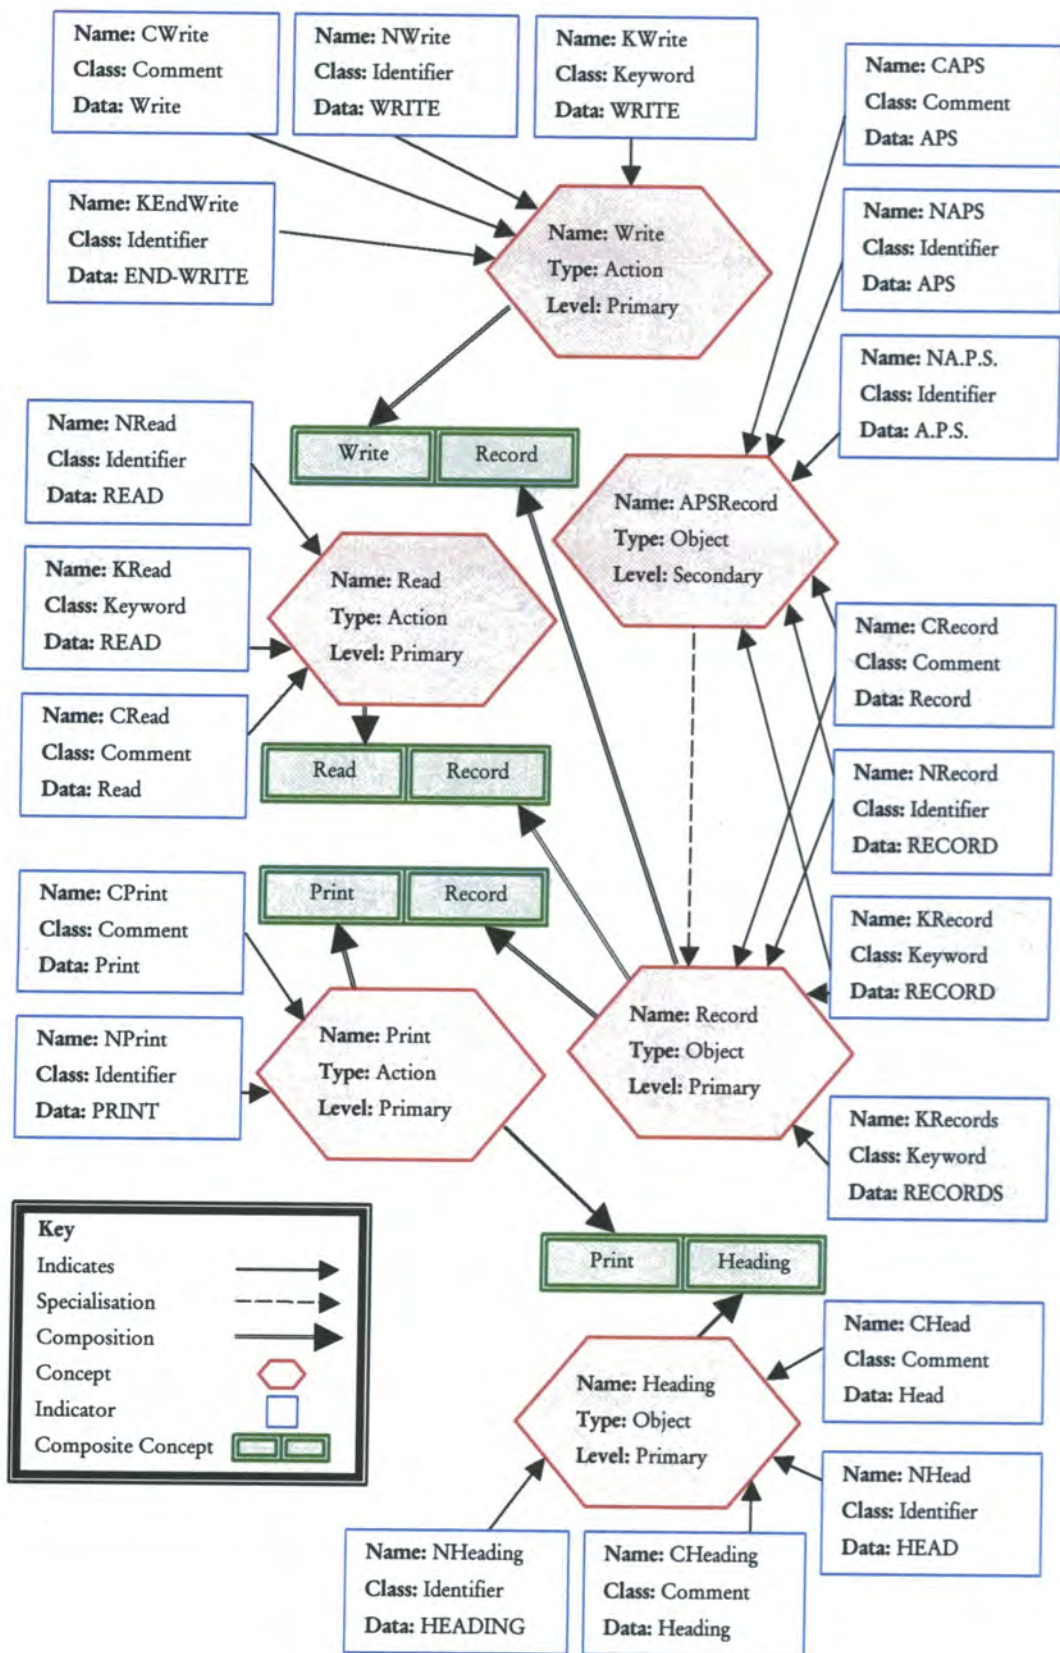 Name: CWrite
Class: Comment
Data: Write
Name: NWrite
Class: Identifier
Data: WRITE
Name: KWrite
Class: Keyword
Data: WRITE
Name: CAPS
Class: Comment
Data: APS
Name: KEndWrite
Class: Identifier
Data: END-WRITE
Name: Write
Type: Action
Level: Primary
Name: NAPS
Class: Identifier
Data: APS
Name: NA.P.S.
Class: Identifier
Data: A.P.S.
Name: NRead
Class: Identifier
Data: READ
Write Record
Name: APSRecord
Type: Object
Level: Secondary
Name: KRead
Class: Keyword
Data: READ
Name: Read
Type: Action
Level: Primary
Name: CRecord
Class: Comment
Data: Record
Name: CRead
Class: Comment
Data: Read
Read Record
Name: NRecord
Class: Identifier
Data: RECORD
Name: CPrint
Class: Comment
Data: Print
Print Record
Name: KRecord
Class: Keyword
Data: RECORD
Name: NPrint
Class: Identifier
Data: PRINT
Name: Print
Type: Action
Level: Primary
Name: Record
Type: Object
Level: Primary
Name: KRecords
Class: Keyword
Data: RECORDS
Key
Indicates
Specialisation
Composition
Concept
Indicator
Composite Concept
Print Heading
Name: Heading
Type: Object
Level: Primary
Name: CHead
Class: Comment
Data: Head
Name: NHead
Class: Identifier
Data: HEAD
Name: NHeading
Class: Identifier
Data: HEADING
Name: CHeading
Class: Comment
Data: Heading